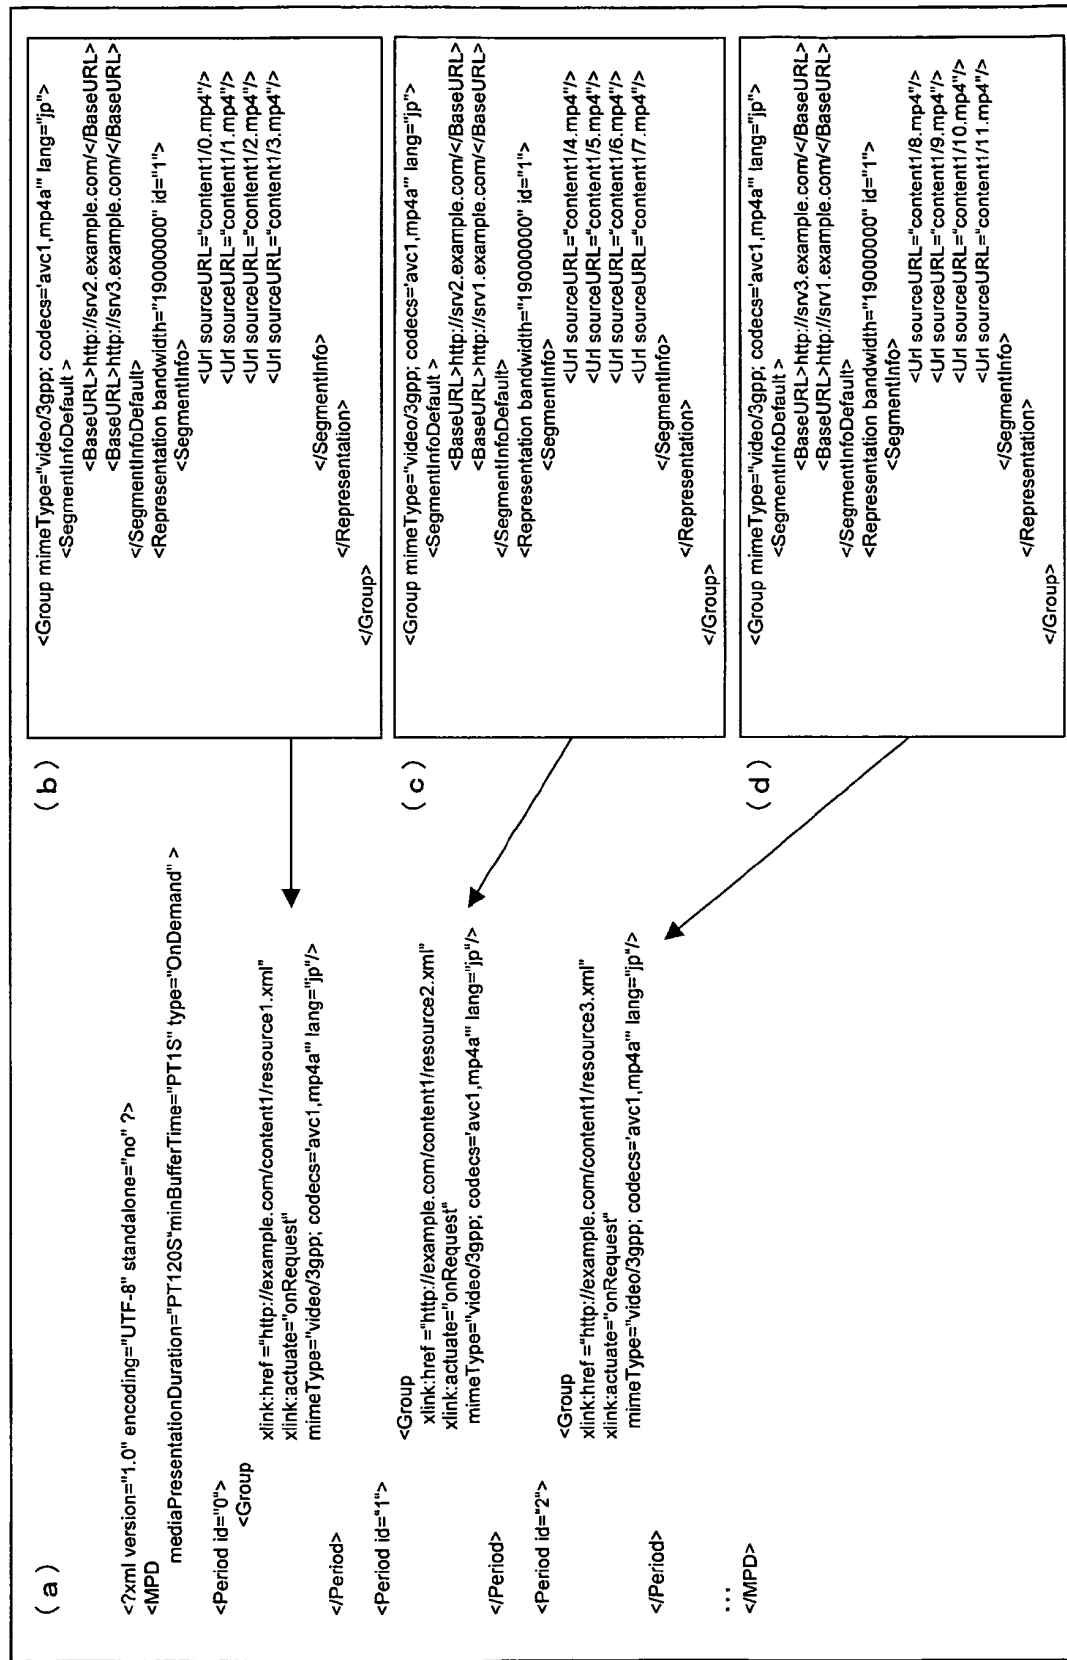 (a)
<?xml version="1.0" encoding="UTF-8" standalone="no" ?>
<MPD
mediaPresentationDuration="PT120S"minBufferTime="PT1S" type="OnDemand" >
<Period id="0">
<Group
xlink:href ="http://example.com/content1/resource1.xml"
xlink:actuate="onRequest"
mimeType="video/3gpp; codecs='avc1,mp4a'" lang="jp"/>
</Period>
<Period id="1">
<Group
xlink:href ="http://example.com/content1/resource2.xml"
xlink:actuate="onRequest"
mimeType="video/3gpp; codecs='avc1,mp4a'" lang="jp"/>
</Period>
<Period id="2">
<Group
xlink:href ="http://example.com/content1/resource3.xml"
xlink:actuate="onRequest"
mimeType="video/3gpp; codecs='avc1,mp4a'" lang="jp"/>
</Period>
...
</MPD>
(b)
<Group mimeType="video/3gpp; codecs='avc1,mp4a'" lang="jp">
<SegmentInfoDefault >
<BaseURL>http://srv2.example.com/</BaseURL>
<BaseURL>http://srv3.example.com/</BaseURL>
</SegmentInfoDefault>
<Representation bandwidth="19000000" id="1">
<SegmentInfo>
<Url sourceURL="content1/0.mp4"/>
<Url sourceURL="content1/1.mp4"/>
<Url sourceURL="content1/2.mp4"/>
<Url sourceURL="content1/3.mp4"/>
</SegmentInfo>
</Representation>
</Group>
(c)
<Group mimeType="video/3gpp; codecs='avc1,mp4a'" lang="jp">
<SegmentInfoDefault >
<BaseURL>http://srv2.example.com/</BaseURL>
<BaseURL>http://srv1.example.com/</BaseURL>
</SegmentInfoDefault>
<Representation bandwidth="19000000" id="1">
<SegmentInfo>
<Url sourceURL="content1/4.mp4"/>
<Url sourceURL="content1/5.mp4"/>
<Url sourceURL="content1/6.mp4"/>
<Url sourceURL="content1/7.mp4"/>
</SegmentInfo>
</Representation>
</Group>
(d)
<Group mimeType="video/3gpp; codecs='avc1,mp4a'" lang="jp">
<SegmentInfoDefault >
<BaseURL>http://srv3.example.com/</BaseURL>
<BaseURL>http://srv1.example.com/</BaseURL>
</SegmentInfoDefault>
<Representation bandwidth="19000000" id="1">
<SegmentInfo>
<Url sourceURL="content1/8.mp4"/>
<Url sourceURL="content1/9.mp4"/>
<Url sourceURL="content1/10.mp4"/>
<Url sourceURL="content1/11.mp4"/>
</SegmentInfo>
</Representation>
</Group>